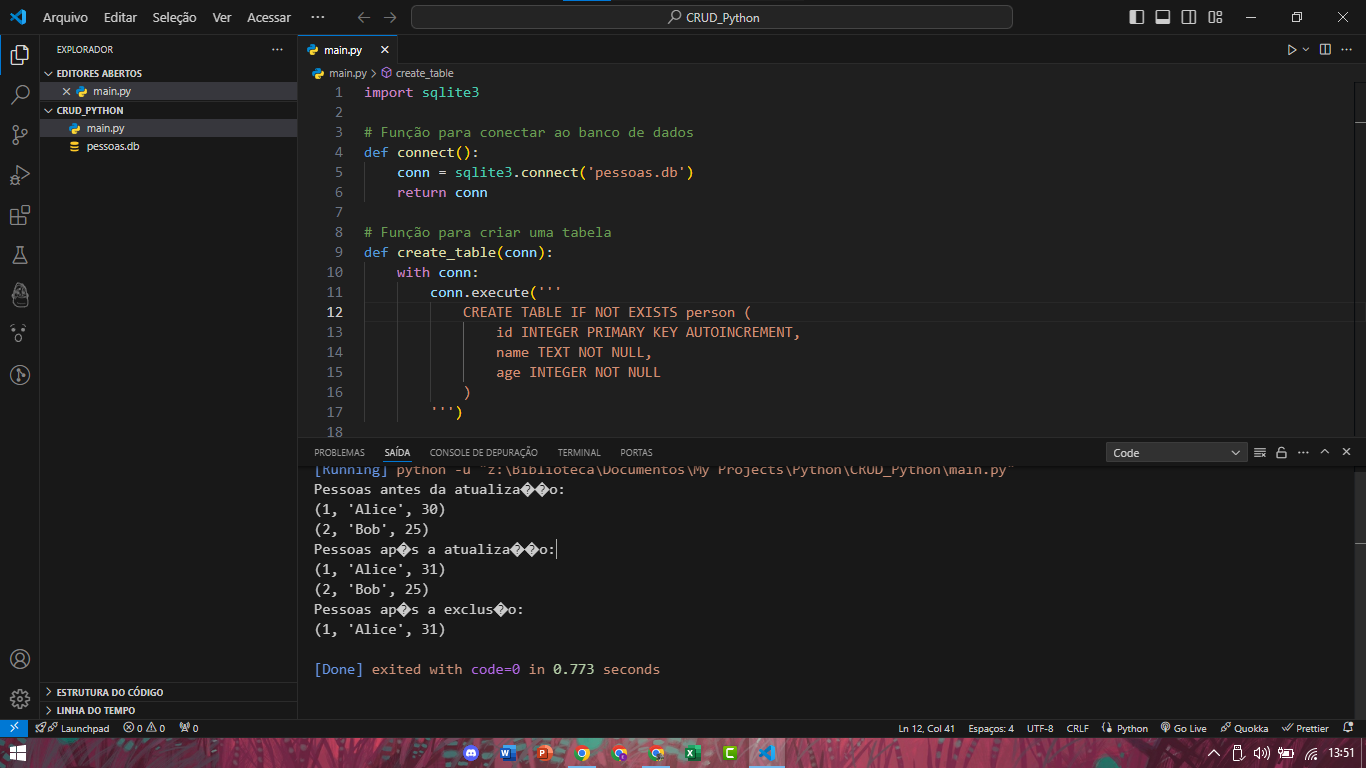 Arquivo Editar Seleção Ver Acessar ··· CRUD_Python
EXPLORADOR ···
EDITORES ABERTOS
main.py
CRUD_PYTHON
main.py
pessoas.db
ESTRUTURA DO CÓDIGO
LINHA DO TEMPO
main.py
main.py > create_table
1 import sqlite3
2
3 # Função para conectar ao banco de dados
4 def connect():
5 conn = sqlite3.connect('pessoas.db')
6 return conn
7
8 # Função para criar uma tabela
9 def create_table(conn):
10 with conn:
11 conn.execute('''
12 CREATE TABLE IF NOT EXISTS person (
13 id INTEGER PRIMARY KEY AUTOINCREMENT,
14 name TEXT NOT NULL,
15 age INTEGER NOT NULL
16 )
17 ''')
18
PROBLEMAS SAÍDA CONSOLE DE DEPURAÇÃO TERMINAL PORTAS Code
[Running] python -u "z:\Biblioteca\Documentos\My Projects\Python\CRUD_Python\main.py"
Pessoas antes da atualiza��o:
(1, 'Alice', 30)
(2, 'Bob', 25)
Pessoas ap�s a atualiza��o:
(1, 'Alice', 31)
(2, 'Bob', 25)
Pessoas ap�s a exclus�o:
(1, 'Alice', 31)
[Done] exited with code=0 in 0.773 seconds
Launchpad 0 0 0 Ln 12, Col 41 Espaços: 4 UTF-8 CRLF Python Go Live Quokka Prettier
13:51